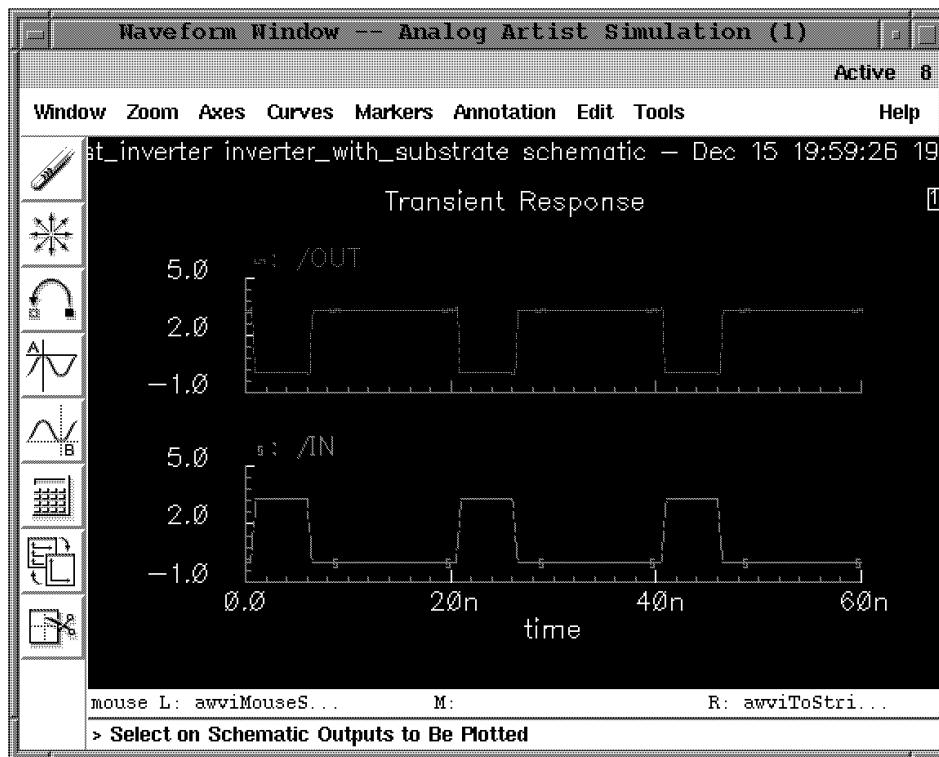 Waveform Window -- Analog Artist Simulation (1)
Active 8
Window Zoom Axes Curves Markers Annotation Edit Tools Help
st_inverter inverter_with_substrate schematic — Dec 15 19:59:26 19
Transient Response
1
: /OUT
5.0
2.0
−1.0
: /IN
5.0
2.0
−1.0
0.0 20n 40n 60n
time
A
B
mouse L: awviMouseS... M: R: awviToStri...
> Select on Schematic Outputs to Be Plotted